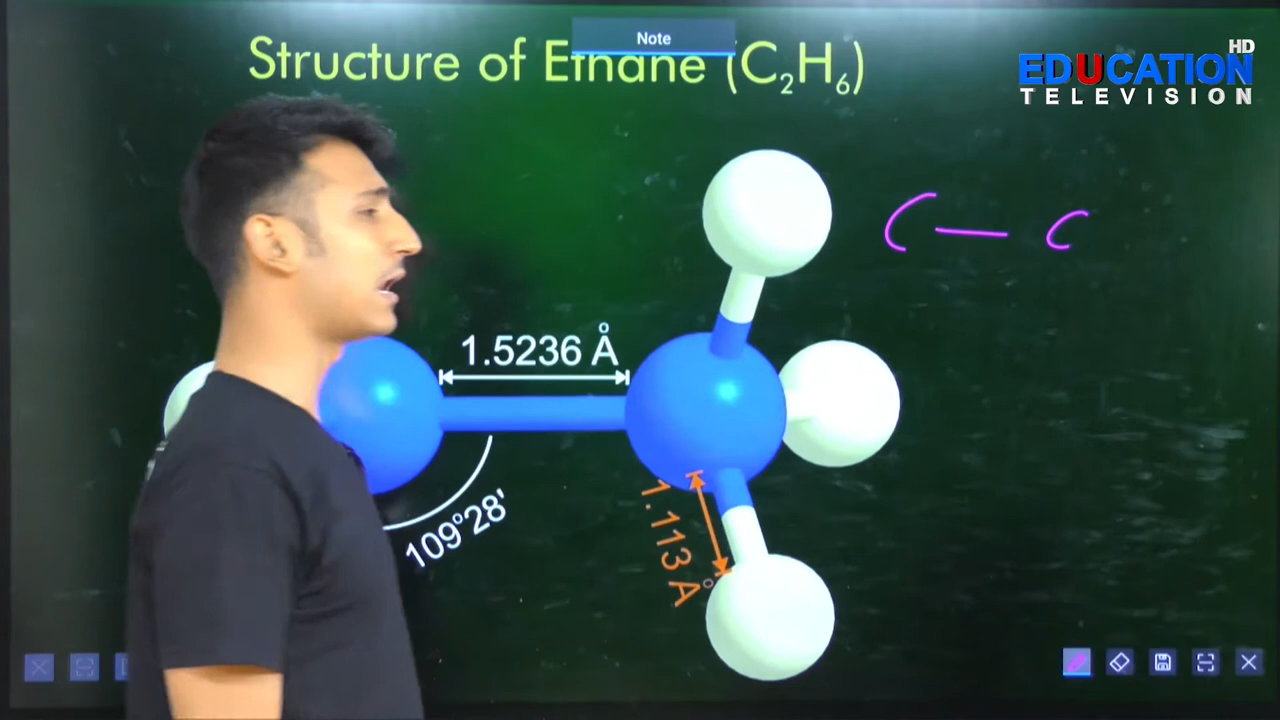 Note
Structure of Ethane (C₂H₆)
HD
EDUCATION
TELEVISION
C — C
1.5236 Å
109°28'
1.113 Å